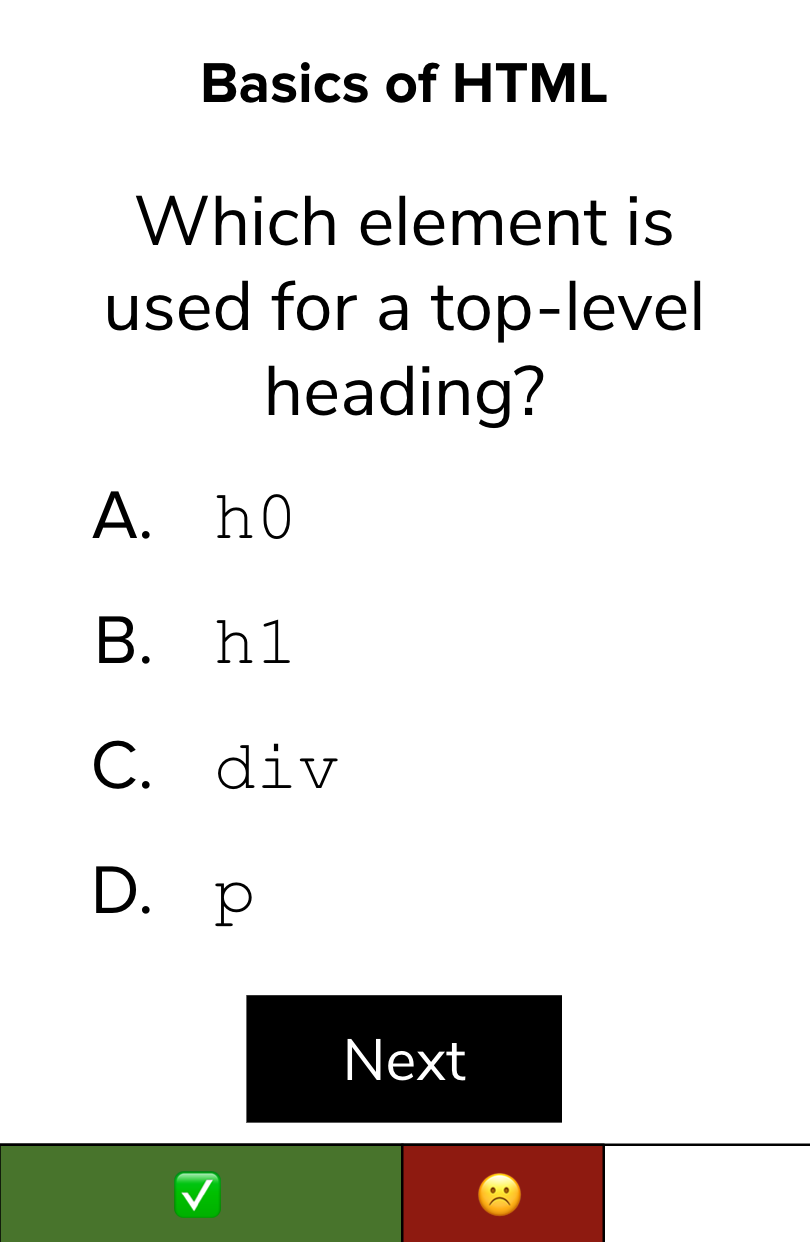 Basics of HTML
Which element is
used for a top-level
heading?
A. h0
B. h1
C. div
D. p
Next